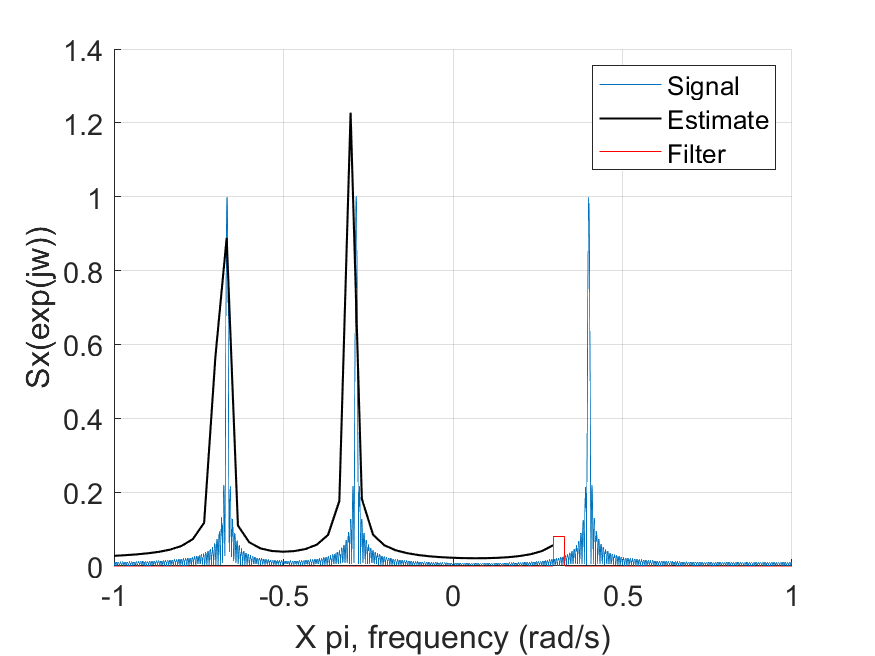 1.4
1.2
1
0.8
0.6
0.4
0.2
0
-1
-0.5
0
0.5
1
Sx(exp(jw))
X pi, frequency (rad/s)
Signal
Estimate
Filter